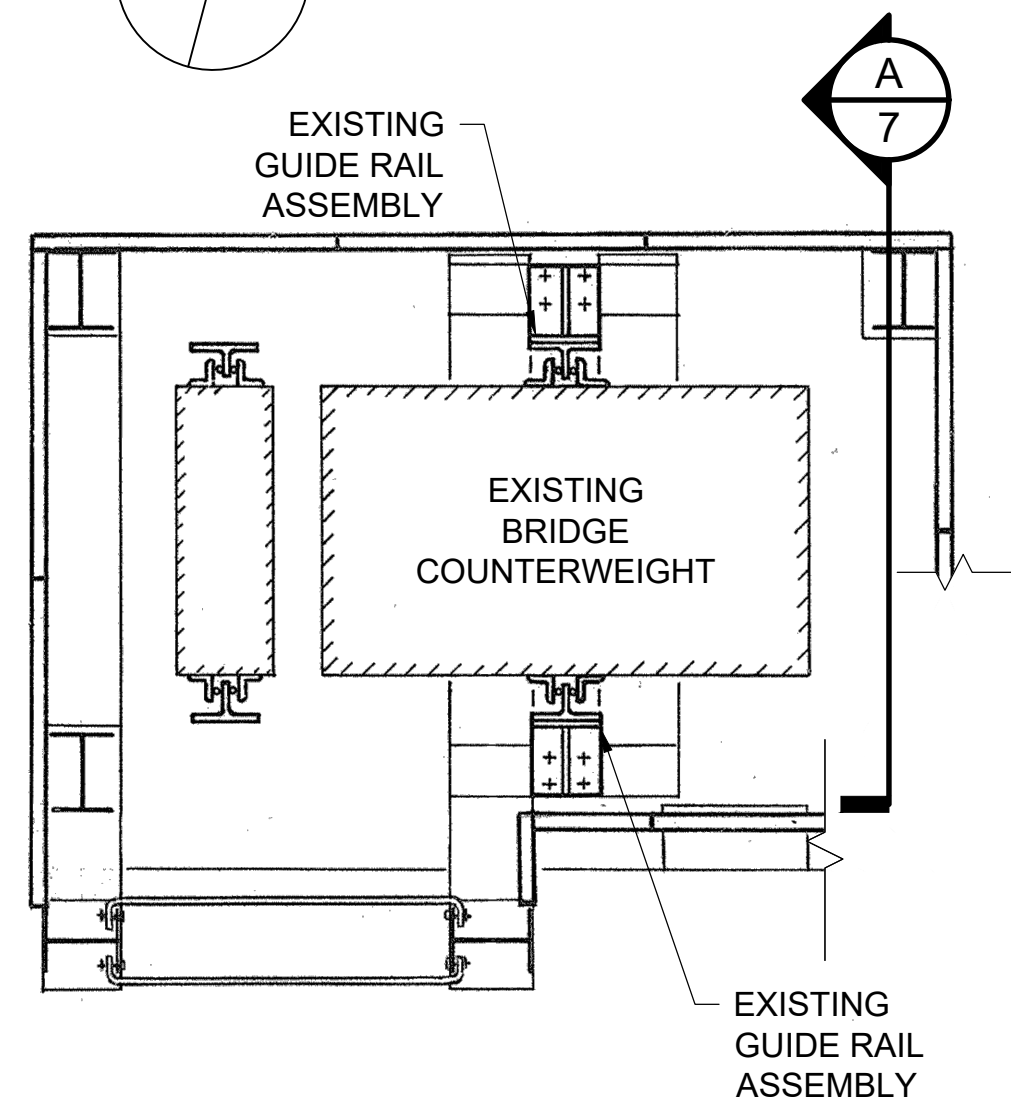 A
7
EXISTING
GUIDE RAIL
ASSEMBLY
EXISTING
BRIDGE
COUNTERWEIGHT
EXISTING
GUIDE RAIL
ASSEMBLY